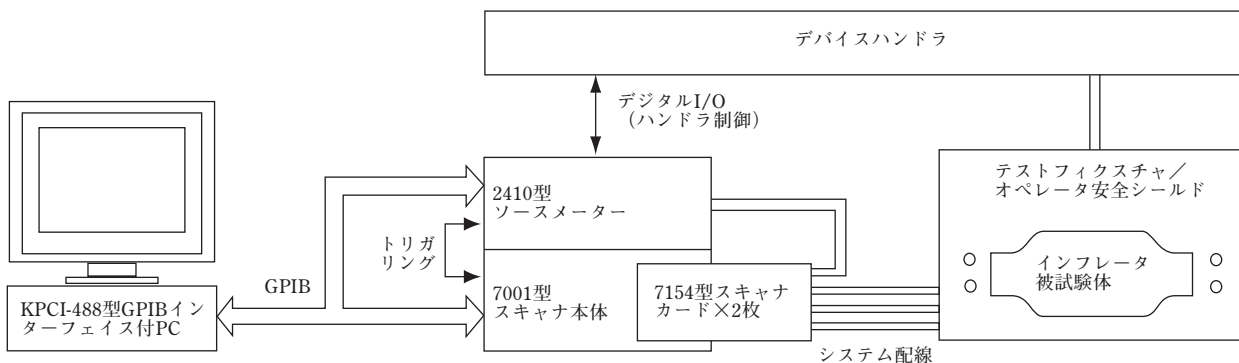 デバイスハンドラ
デジタルI/O
(ハンドラ制御)
テストフィクスチャ/
オペレータ安全シールド
2410型
ソースメーター
トリガ
リング
インフレータ
被試験体
GPIB
7001型
スキャナ本体
7154型スキャナ
カード×2枚
KPCI-488型GPIBイン
ターフェイス付PC
システム配線